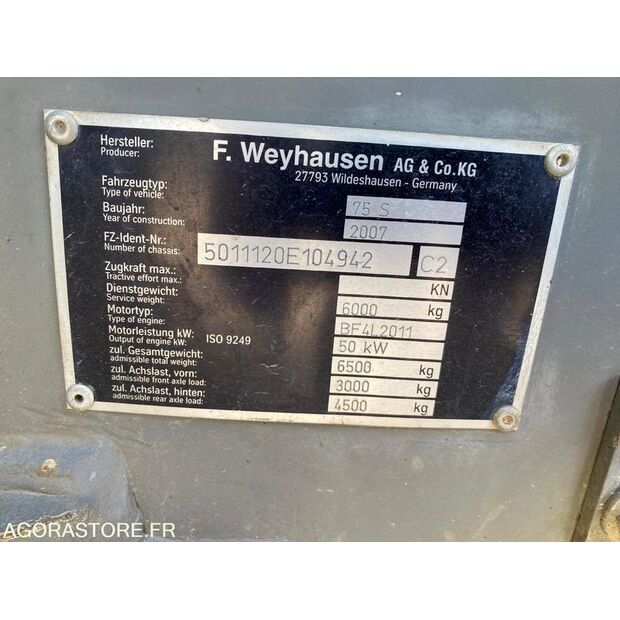 Hersteller:
Producer:
F. Weyhausen AG & Co.KG
27793 Wildeshausen - Germany
Fahrzeugtyp:
Type of vehicle:
75 S
Baujahr:
Year of construction:
2007
FZ-Ident-Nr.:
Number of chassis:
5011120E104942
C2
Zugkraft max.:
Tractive effort max.:
KN
Dienstgewicht:
Service weight:
6000 kg
Motortyp:
Type of engine:
BF4L2011
Motorleistung kW:
Output of engine kW:
ISO 9249
50 kW
zul. Gesamtgewicht:
admissible total weight:
6500 kg
zul. Achslast, vorn:
admissible front axle load:
3000 kg
zul. Achslast, hinten:
admissible rear axle load:
4500 kg
AGORASTORE.FR